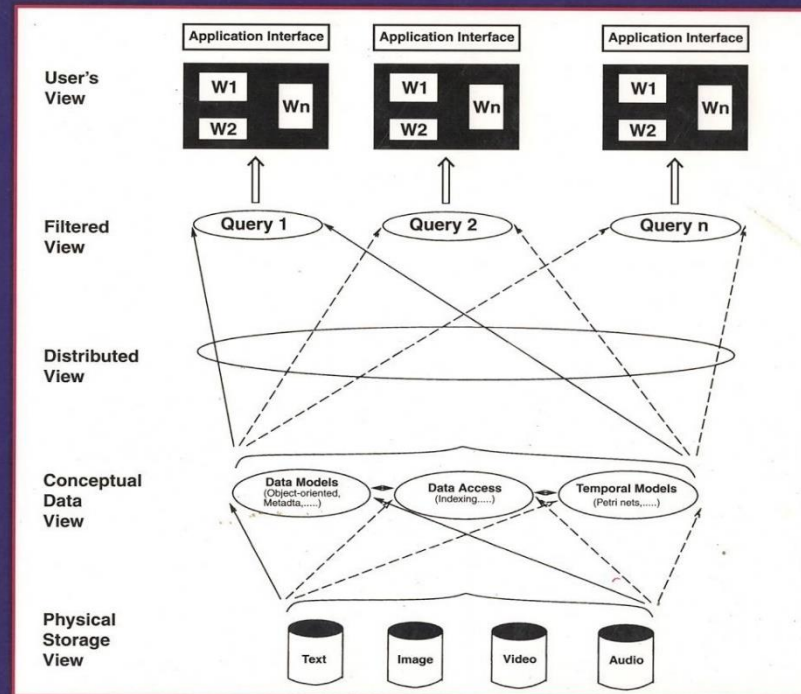 Application Interface
Application Interface
Application Interface
User's
View
W1
W2
Wn
W1
W2
Wn
W1
W2
Wn
Filtered
View
Query 1
Query 2
Query n
Distributed
View
Conceptual
Data
View
Data Models
(Object-oriented,
Metadta,.....)
Data Access
(Indexing.....)
Temporal Models
(Petri nets,.....)
Physical
Storage
View
Text
Image
Video
Audio